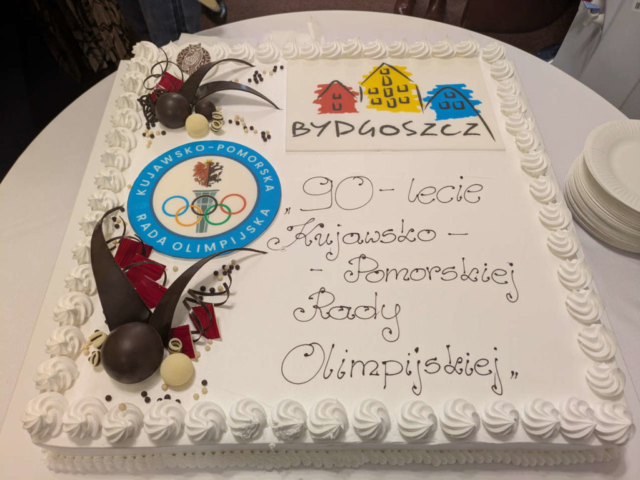 BYDGOSZCZ
KUJAWSKO-POMORSKA
RADA OLIMPIJSKA
„90-lecie
Kujawsko-
- Pomorskiej
Rady
Olimpijskiej„